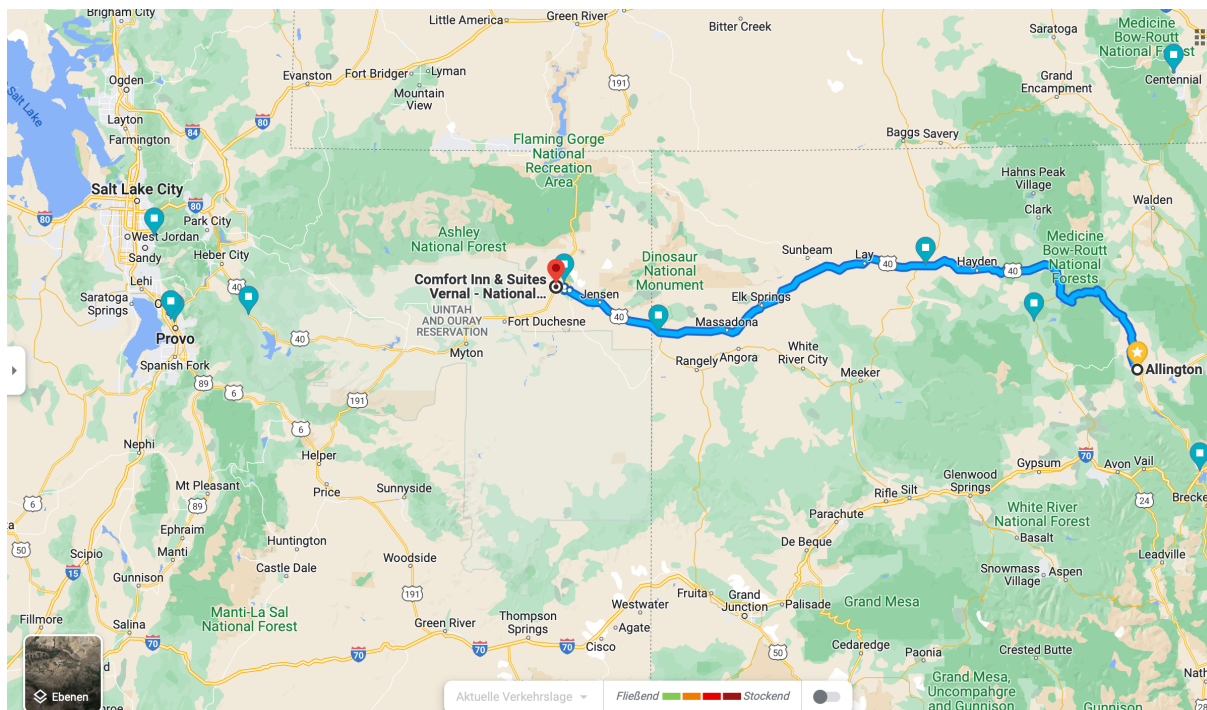 Brigham City
Little America
Green River
Bitter Creek
Saratoga
Medicine
Bow-Routt
National Forest
Centennial
Ogden
Evanston
Fort Bridger
Lyman
Mountain
View
191
Grand
Encampment
Salt Lake
Layton
Farmington
84
80
Baggs
Savery
Flaming Gorge
National
Recreation
Area
Hahns Peak
Village
Clark
Walden
Salt Lake City
80
80
Park City
West Jordan
Sandy
Heber City
Ashley
National Forest
Dinosaur
National
Monument
Sunbeam
Lay
40
Hayden
40
Medicine
Bow-Routt
National
Forests
Lehi
Saratoga
Springs
40
Comfort Inn & Suites
Vernal - National...
Jensen
Elk Springs
UINTAH
AND OURAY
RESERVATION
Fort Duchesne
40
Massadona
Provo
40
Myton
Rangely
Angora
White
River City
Meeker
Allington
Spanish Fork
89
6
191
6
Nephi
Helper
70
Avon
Vail
Gypsum
Glenwood
Springs
Mt Pleasant
Price
Sunnyside
Rifle
Silt
24
Brecke
6
89
Parachute
White River
National Forest
Ephraim
Basalt
50
Huntington
De Beque
Scipio
Manti
Woodside
Leadville
15
Gunnison
Castle Dale
Snowmass
Village
Aspen
191
Fruita
Grand
Junction
Palisade
Grand Mesa
Fillmore
Salina
Manti-La Sal
National Forest
Green River
Thompson
Springs
Westwater
Agate
70
70
70
70
Cisco
50
Cedaredge
Paonia
Crested Butte
Grand Mesa,
Uncompahgre
and Gunnison
Gunnison
Nath
Ebenen
Aktuelle Verkehrslage
Fließend
Stockend